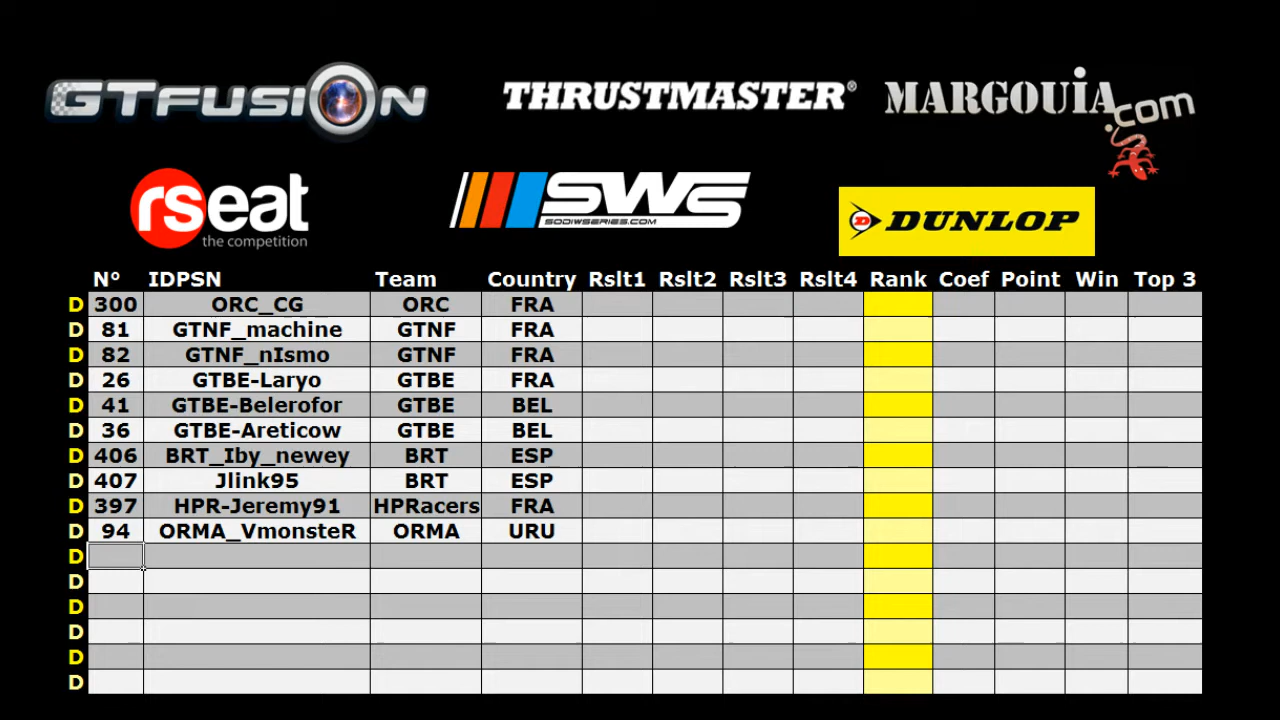 GTFUSION THRUSTMASTER® MARGOUiA.com
rseat the competition SWS SODIWSERIES.COM D DUNLOP
N° IDPSN Team Country Rslt1 Rslt2 Rslt3 Rslt4 Rank Coef Point Win Top 3
D 300 ORC_CG ORC FRA
D 81 GTNF_machine GTNF FRA
D 82 GTNF_nIsmo GTNF FRA
D 26 GTBE-Laryo GTBE FRA
D 41 GTBE-Belerofor GTBE BEL
D 36 GTBE-Areticow GTBE BEL
D 406 BRT_Iby_newey BRT ESP
D 407 Jlink95 BRT ESP
D 397 HPR-Jeremy91 HPRacers FRA
D 94 ORMA_VmonsteR ORMA URU
D
D
D
D
D
D